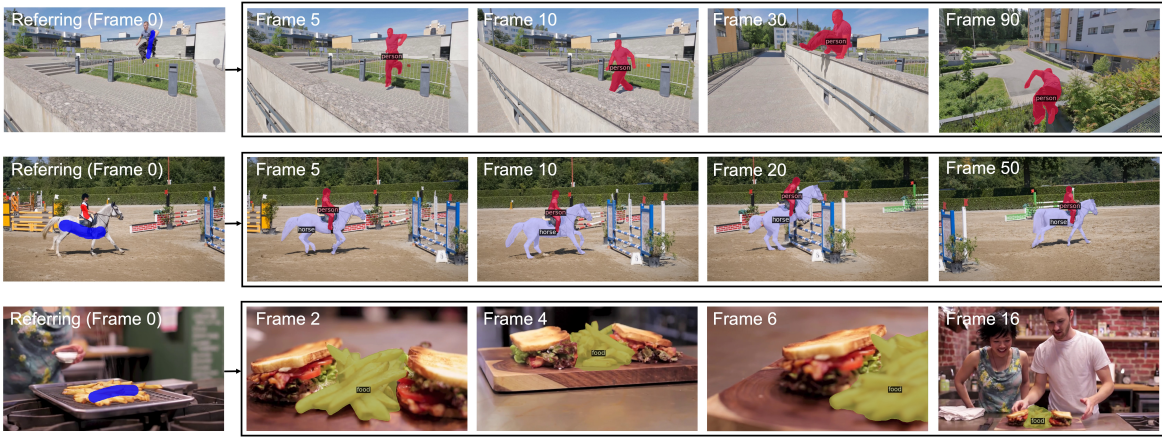 Referring (Frame 0)
Frame 5
Frame 10
Frame 30
Frame 90
person
person
person
person
Referring (Frame 0)
Frame 5
Frame 10
Frame 20
Frame 50
person
horse
person
horse
person
horse
person
horse
Referring (Frame 0)
Frame 2
Frame 4
Frame 6
Frame 16
food
food
food
food